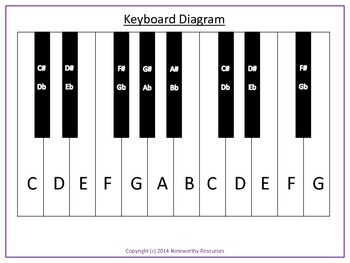 Keyboard Diagram
C# D# F# G# A# C# D# F#
Db Eb Gb Ab Bb Db Eb Gb
C D E F G A B C D E F G
Copyright (c) 2014 Noteworthy Resources